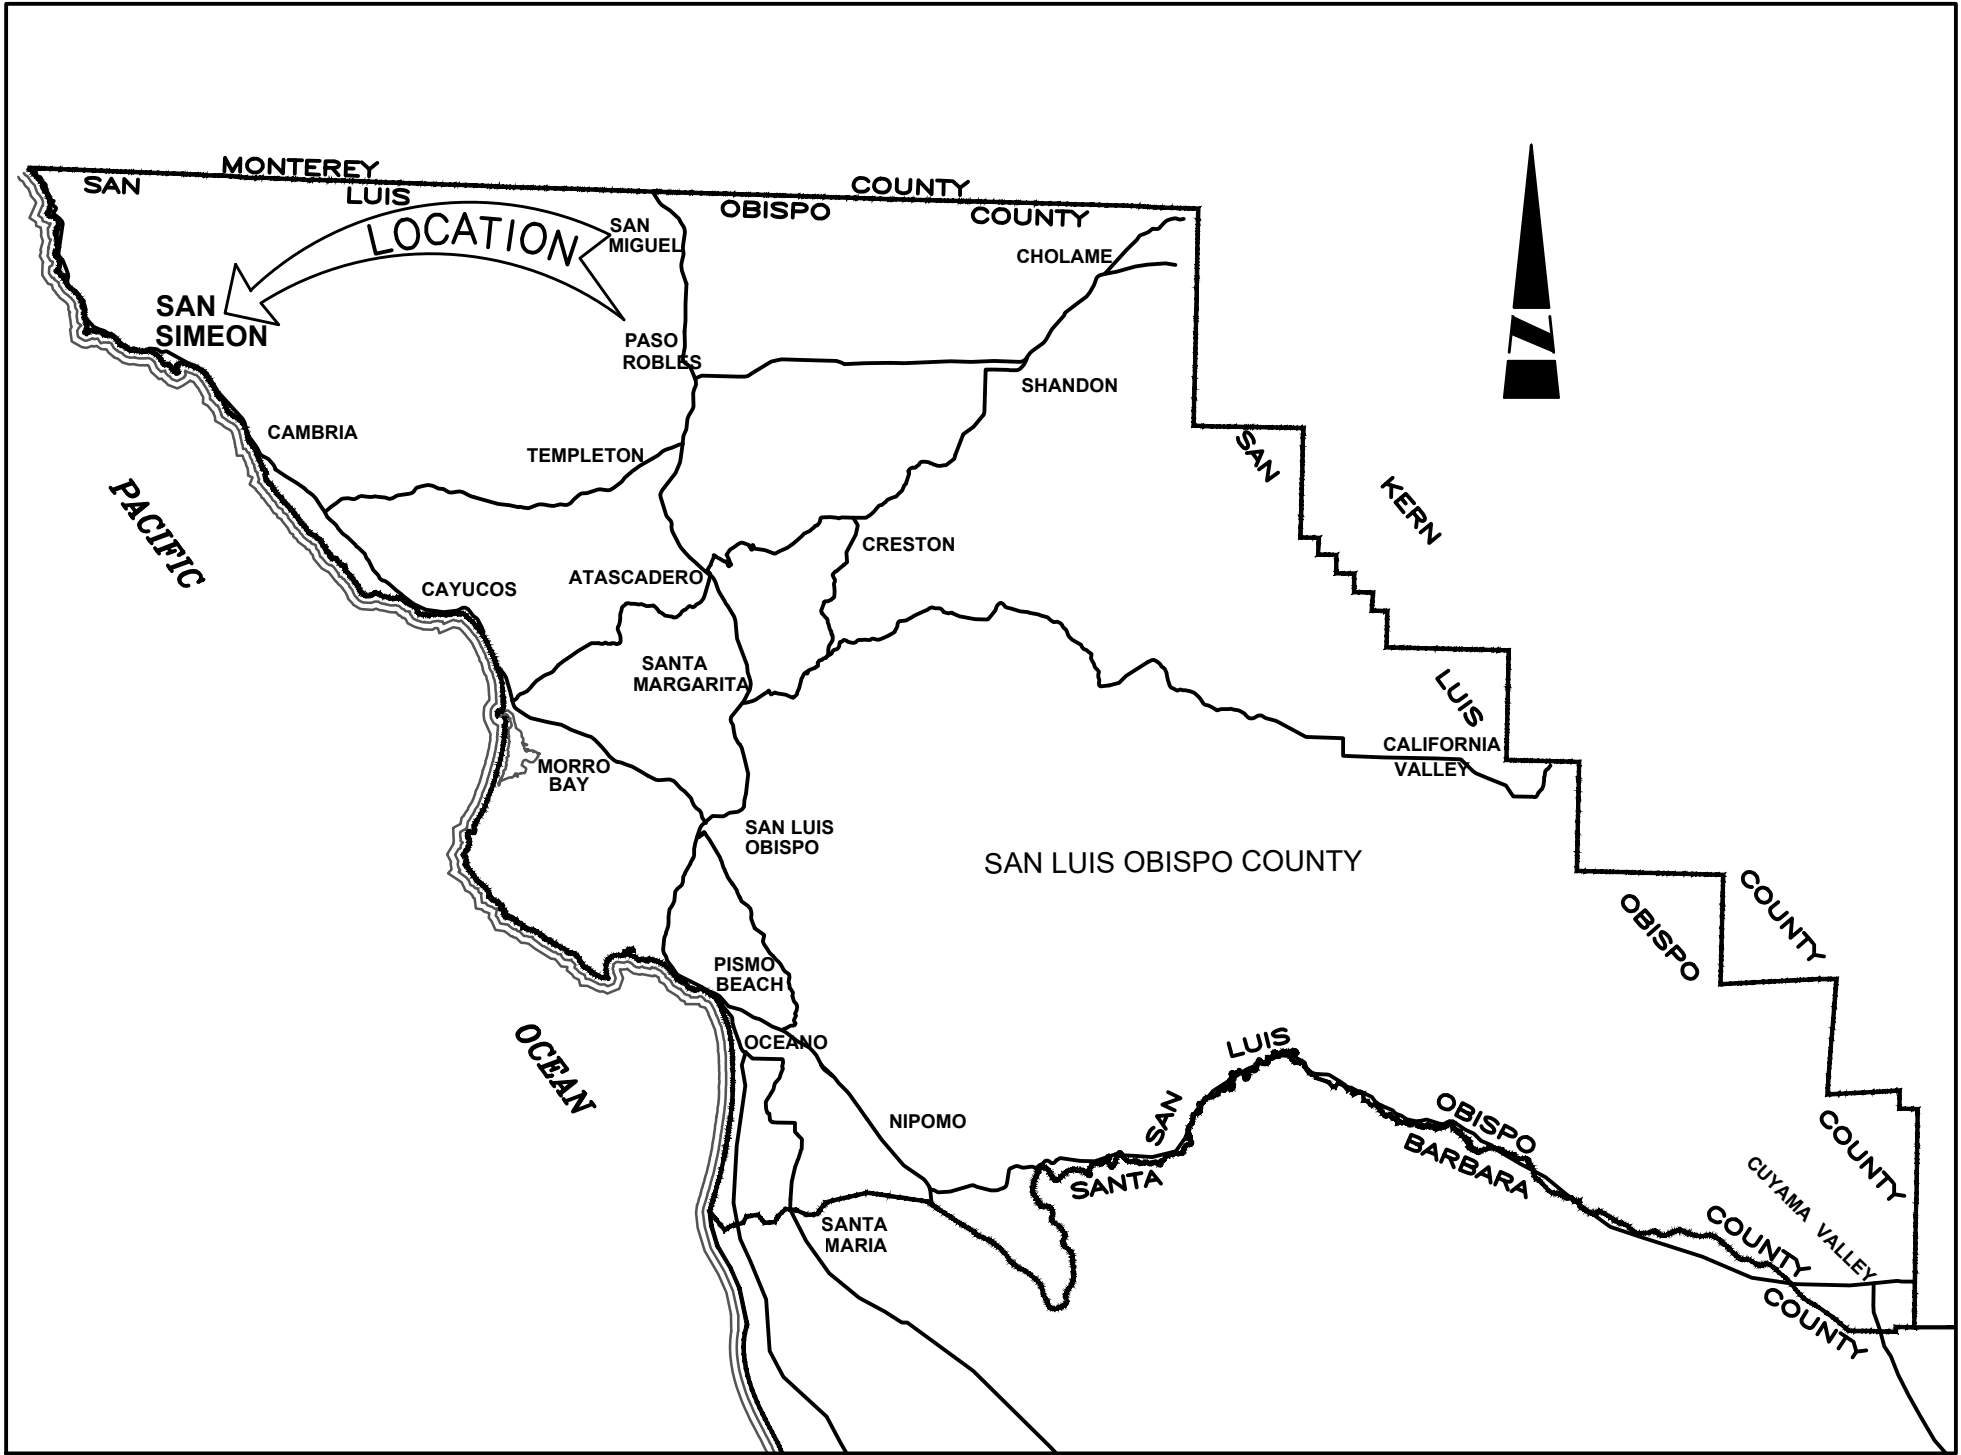 MONTEREY COUNTY
SAN LUIS OBISPO COUNTY
LOCATION
SAN
MIGUEL
CHOLAME
SAN
SIMEON
PASO
ROBLES
SHANDON
N
CAMBRIA
TEMPLETON
SAN LUIS OBISPO COUNTY
KERN COUNTY
PACIFIC
OCEAN
CRESTON
ATASCADERO
CAYUCOS
SANTA
MARGARITA
CALIFORNIA
VALLEY
MORRO
BAY
SAN LUIS
OBISPO
SAN LUIS OBISPO COUNTY
PISMO
BEACH
OCEANO
NIPOMO
SAN LUIS OBISPO COUNTY
SANTA BARBARA COUNTY
CUYAMA VALLEY
SANTA
MARIA